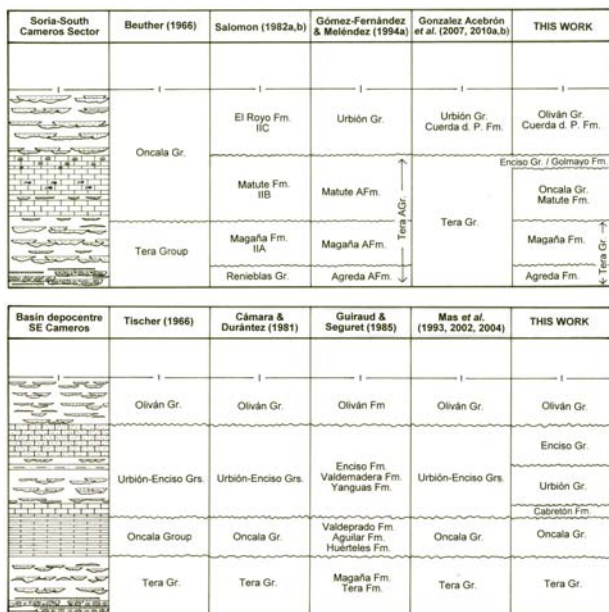 Soria-South
Cameros Sector
Beuther (1966)
Salomon (1982a,b)
Gómez-Fernández
& Meléndez (1994a)
Gonzalez Acebrón
et al. (2007, 2010a,b)
THIS WORK
Oncala Gr.
Tera Group
El Royo Fm.
IIC
Matute Fm.
IIB
Magaña Fm.
IIA
Renieblas Gr.
Urbión Gr.
Matute AFm.
Magaña AFm.
Agreda AFm.
Tera AGr.
Urbión Gr.
Cuerda d. P. Fm.
Tera Gr.
Oliván Gr.
Cuerda d. P. Fm.
Enciso Gr. / Golmayo Fm.
Oncala Gr.
Matute Fm.
Magaña Fm.
Agreda Fm.
Tera Gr.
Basin depocentre
SE Cameros
Tischer (1966)
Cámara &
Durántez (1981)
Guiraud &
Seguret (1985)
Mas et al.
(1993, 2002, 2004)
THIS WORK
Oliván Gr.
Urbión-Enciso Grs.
Oncala Group
Tera Gr.
Oliván Gr.
Urbión-Enciso Grs.
Oncala Gr.
Tera Gr.
Oliván Fm
Enciso Fm.
Valdemadera Fm.
Yanguas Fm.
Valdeprado Fm.
Aguilar Fm.
Huérteles Fm.
Magaña Fm.
Tera Fm.
Oliván Gr.
Urbión-Enciso Grs.
Oncala Gr.
Tera Gr.
Oliván Gr.
Enciso Gr.
Urbión Gr.
Cabretón Fm.
Oncala Gr.
Tera Gr.